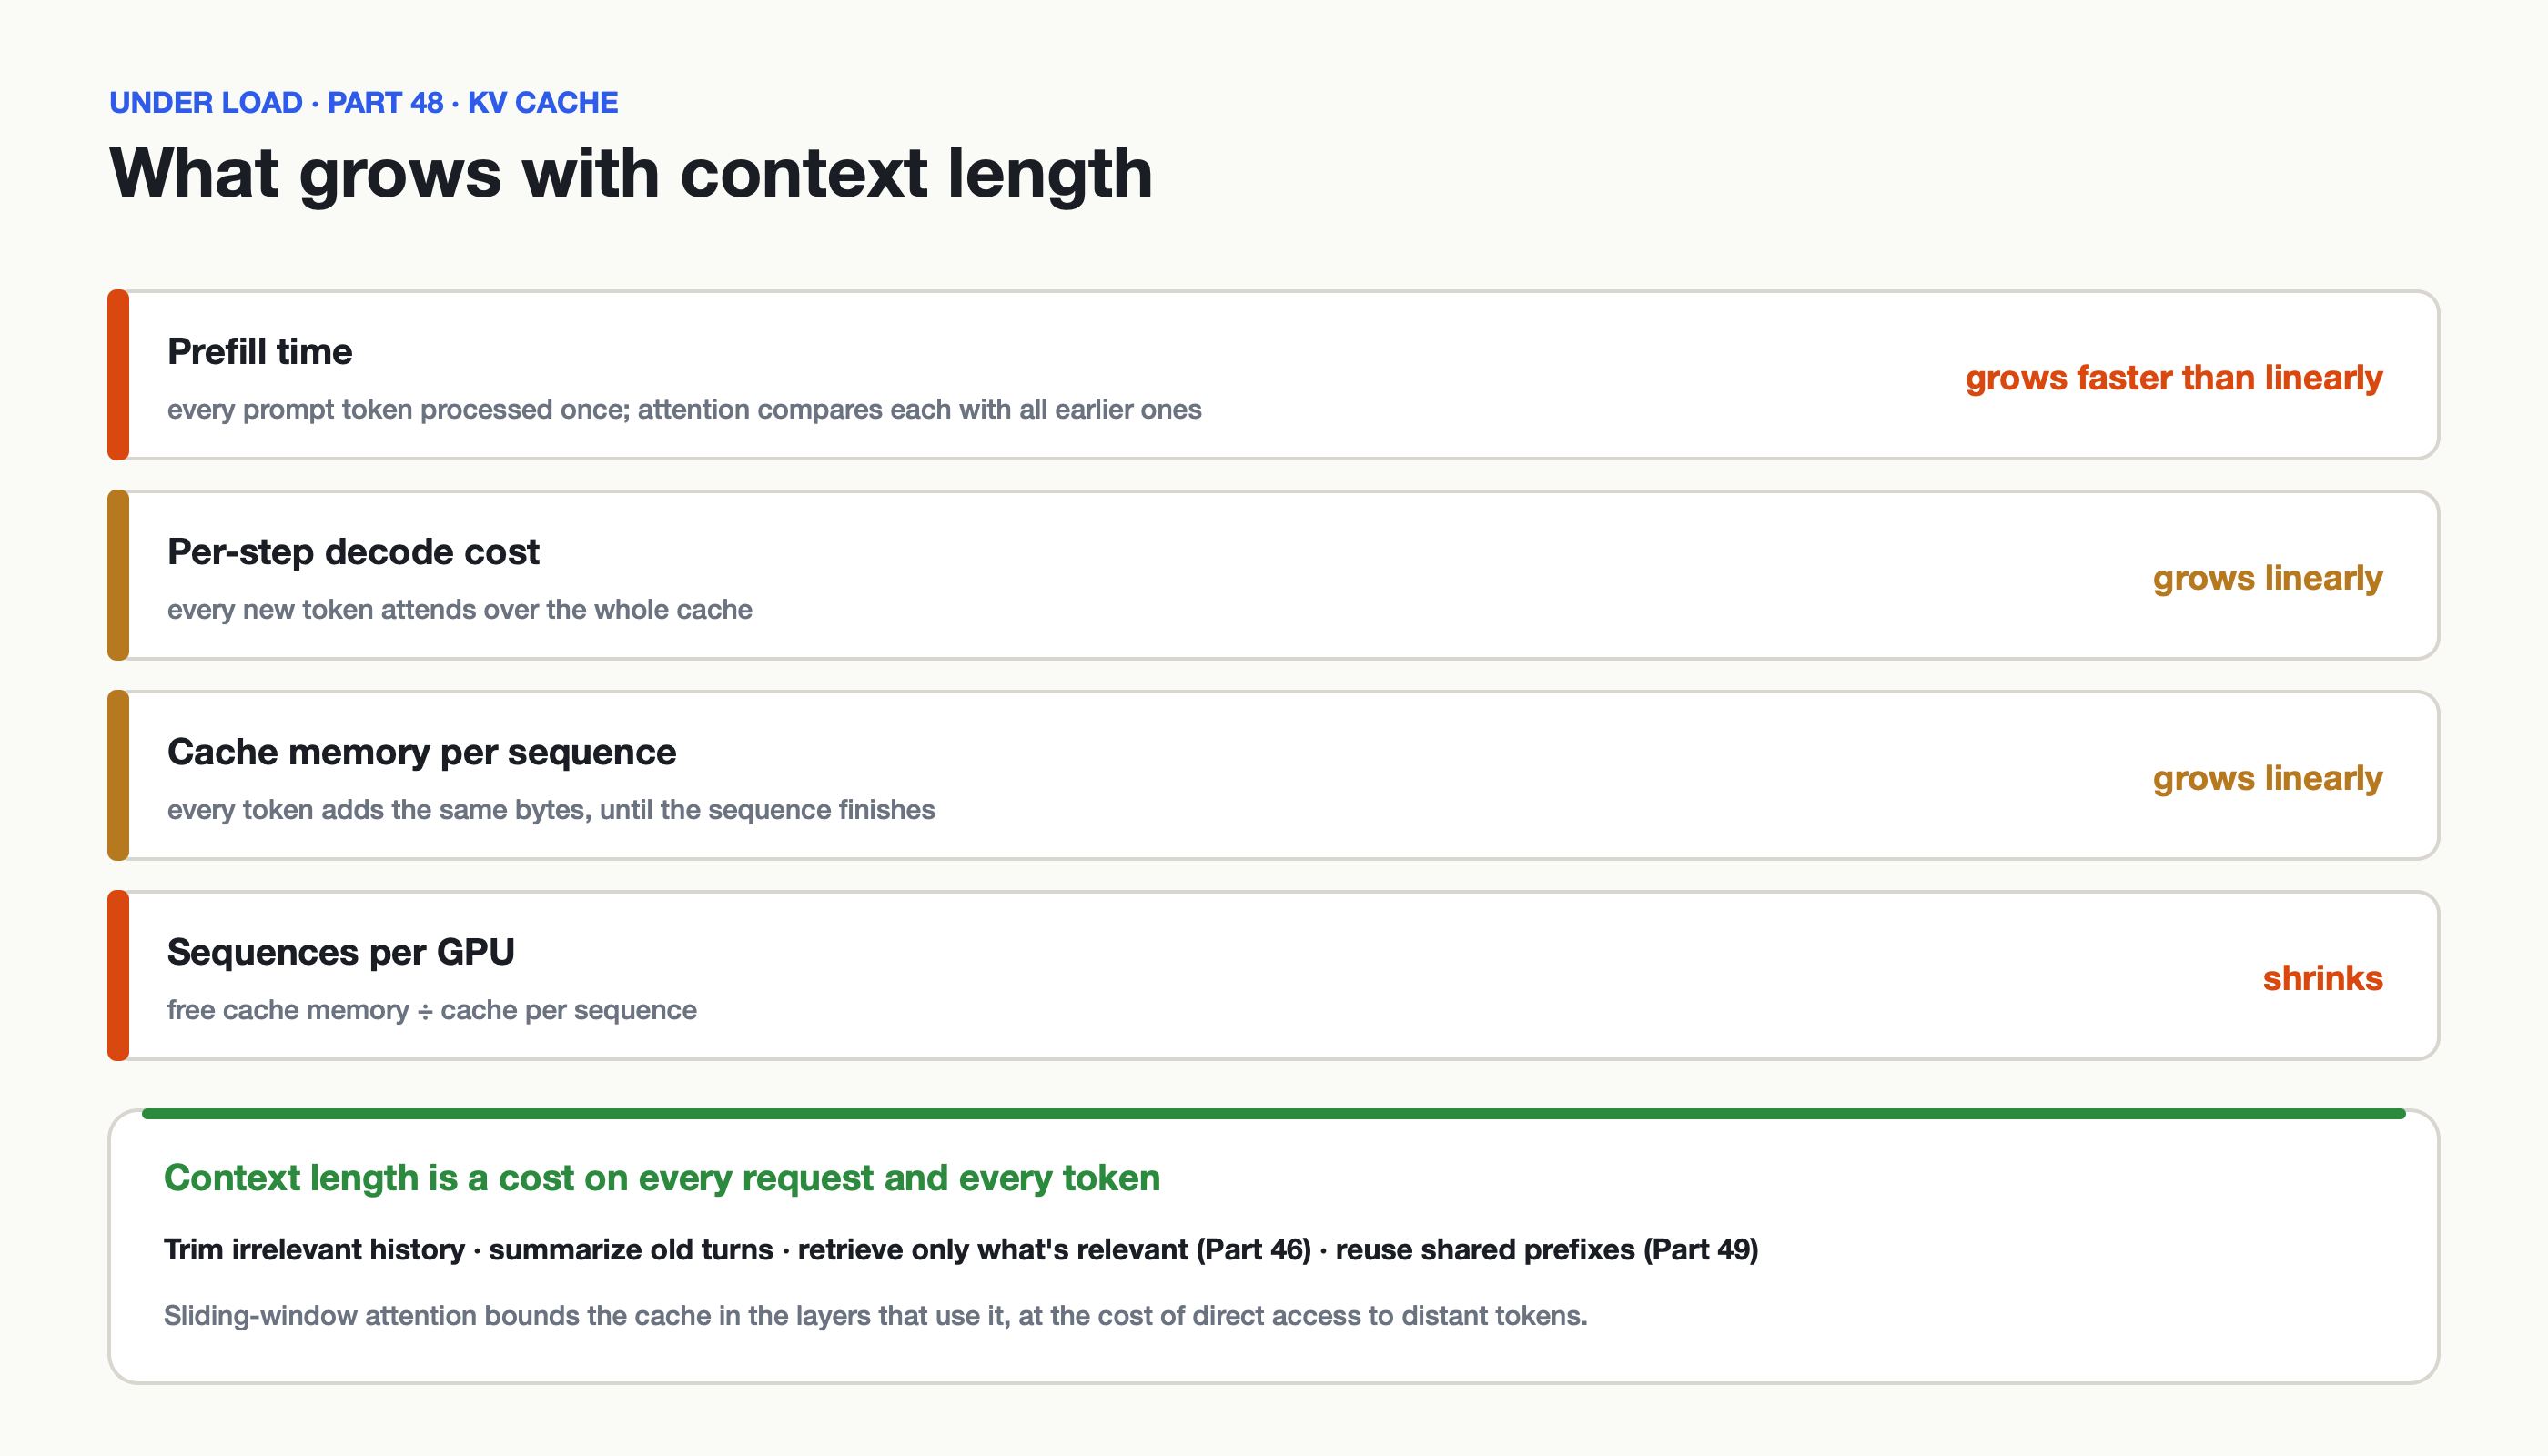 UNDER LOAD · PART 48 · KV CACHE
What grows with context length
Prefill time
every prompt token processed once; attention compares each with all earlier ones
grows faster than linearly
Per-step decode cost
every new token attends over the whole cache
grows linearly
Cache memory per sequence
every token adds the same bytes, until the sequence finishes
grows linearly
Sequences per GPU
free cache memory ÷ cache per sequence
shrinks
Context length is a cost on every request and every token
Trim irrelevant history · summarize old turns · retrieve only what's relevant (Part 46) · reuse shared prefixes (Part 49)
Sliding-window attention bounds the cache in the layers that use it, at the cost of direct access to distant tokens.